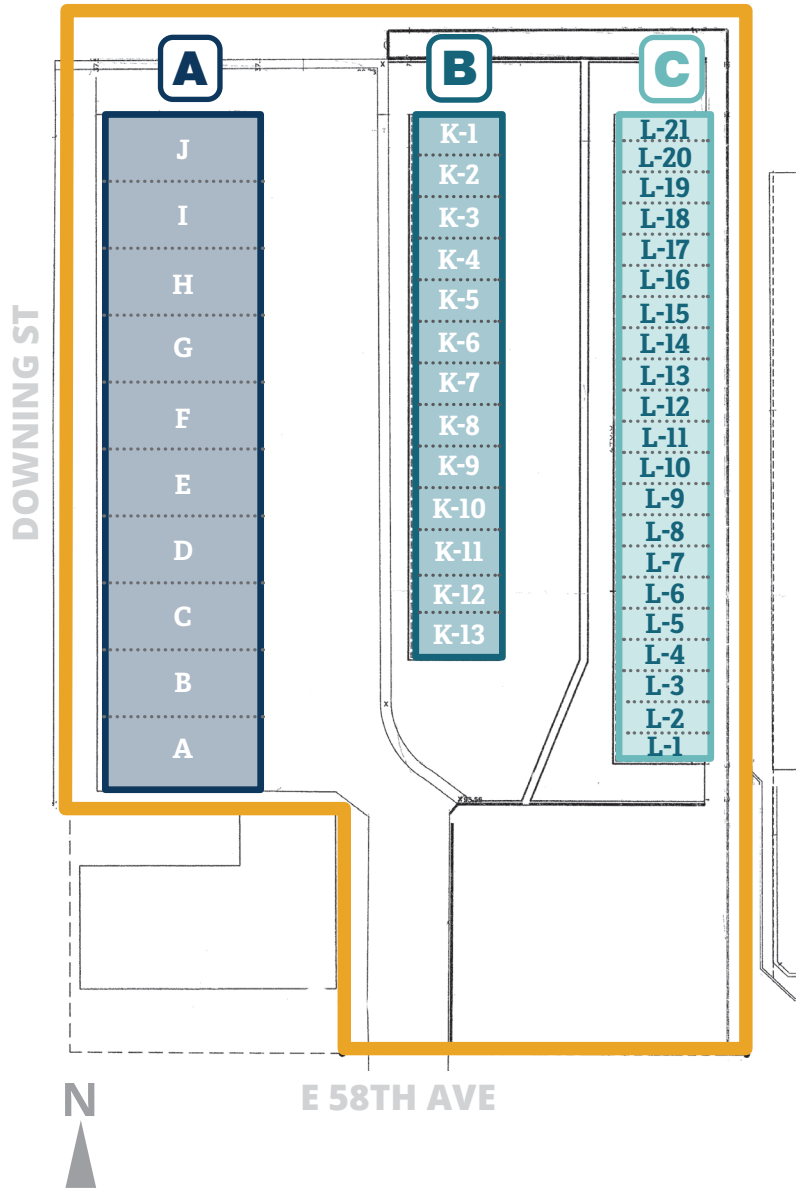 A
B
C
J
I
H
G
F
E
D
C
B
A
K-1
K-2
K-3
K-4
K-5
K-6
K-7
K-8
K-9
K-10
K-11
K-12
K-13
L-21
L-20
L-19
L-18
L-17
L-16
L-15
L-14
L-13
L-12
L-11
L-10
L-9
L-8
L-7
L-6
L-5
L-4
L-3
L-2
L-1
DOWNING ST
E 58TH AVE
N